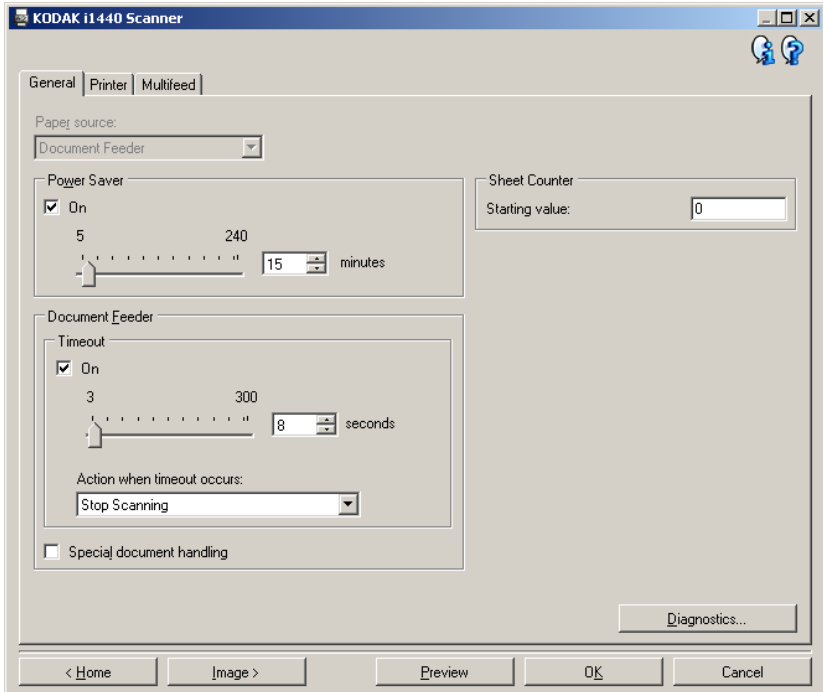 KODAK i1440 Scanner
General Printer Multifeed
Paper source:
Document Feeder
Power Saver
On
5 240
15 minutes
Sheet Counter
Starting value: 0
Document Feeder
Timeout
On
3 300
8 seconds
Action when timeout occurs:
Stop Scanning
Special document handling
Diagnostics...
< Home Image > Preview OK Cancel